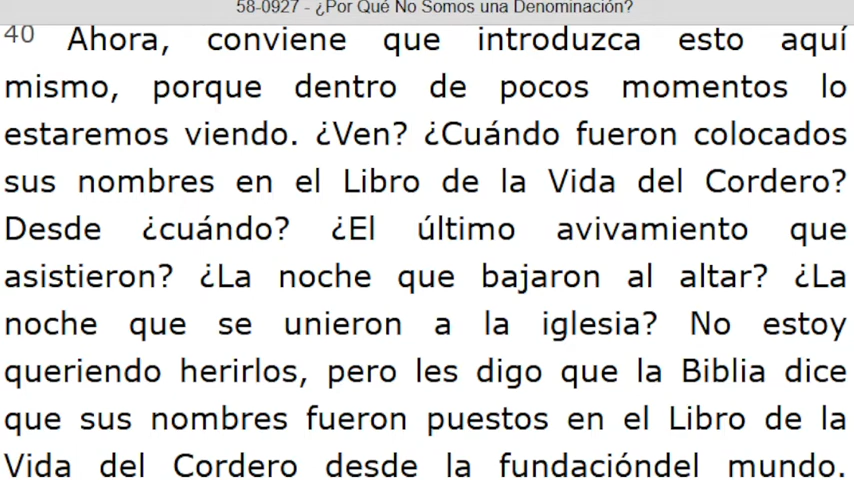 58-0927 - ¿Por Qué No Somos una Denominación?
40 Ahora, conviene que introduzca esto aquí
mismo, porque dentro de pocos momentos lo
estaremos viendo. ¿Ven? ¿Cuándo fueron colocados
sus nombres en el Libro de la Vida del Cordero?
Desde ¿cuándo? ¿El último avivamiento que
asistieron? ¿La noche que bajaron al altar? ¿La
noche que se unieron a la iglesia? No estoy
queriendo herirlos, pero les digo que la Biblia dice
que sus nombres fueron puestos en el Libro de la
Vida del Cordero desde la fundacióndel mundo.